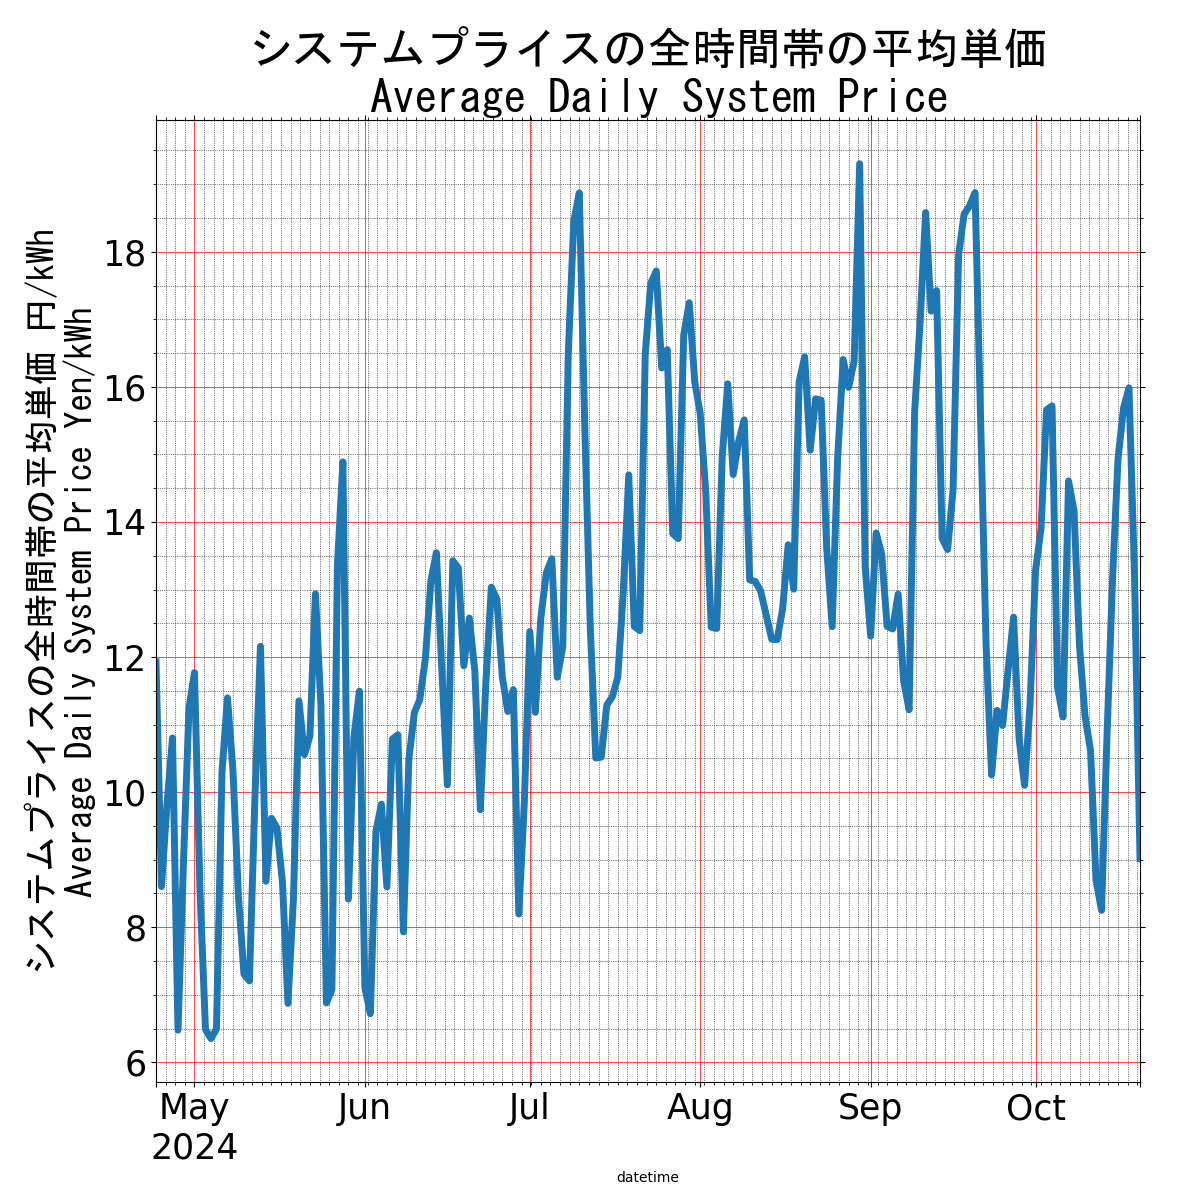 システムプライスの全時間帯の平均単価
Average Daily System Price
システムプライスの全時間帯の平均単価 円/kWh
Average Daily System Price Yen/kWh
18
16
14
12
10
8
6
May
2024
Jun
Jul
Aug
Sep
Oct
datetime